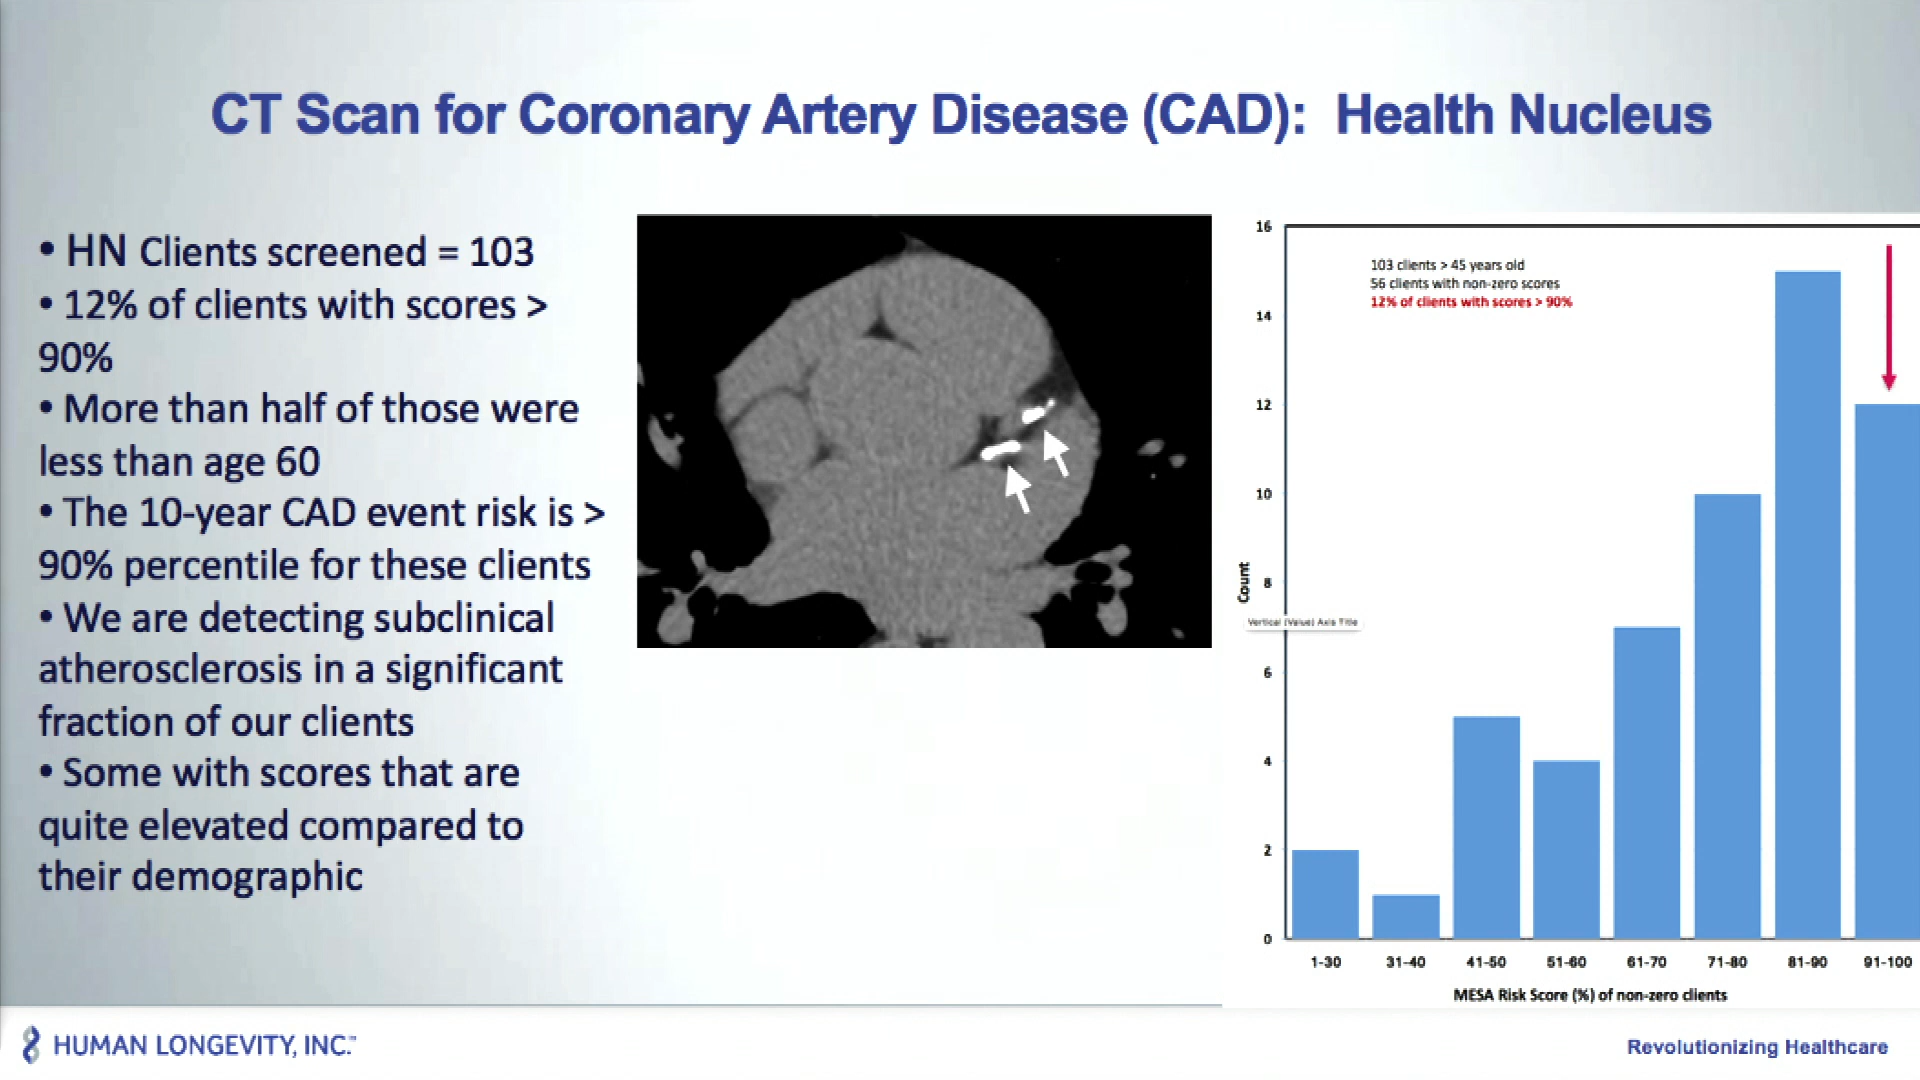 CT Scan for Coronary Artery Disease (CAD): Health Nucleus
• HN Clients screened = 103
• 12% of clients with scores >
90%
• More than half of those were
less than age 60
• The 10-year CAD event risk is >
90% percentile for these clients
• We are detecting subclinical
atherosclerosis in a significant
fraction of our clients
• Some with scores that are
quite elevated compared to
their demographic
103 clients > 45 years old
56 clients with non-zero scores
12% of clients with scores > 90%
16
14
12
10
8
6
4
2
0
Count
Vertical (Value) Axis Title
1-30 31-40 41-50 51-60 61-70 71-80 81-90 91-100
MESA Risk Score (%) of non-zero clients
HUMAN LONGEVITY, INC.™
Revolutionizing Healthcare